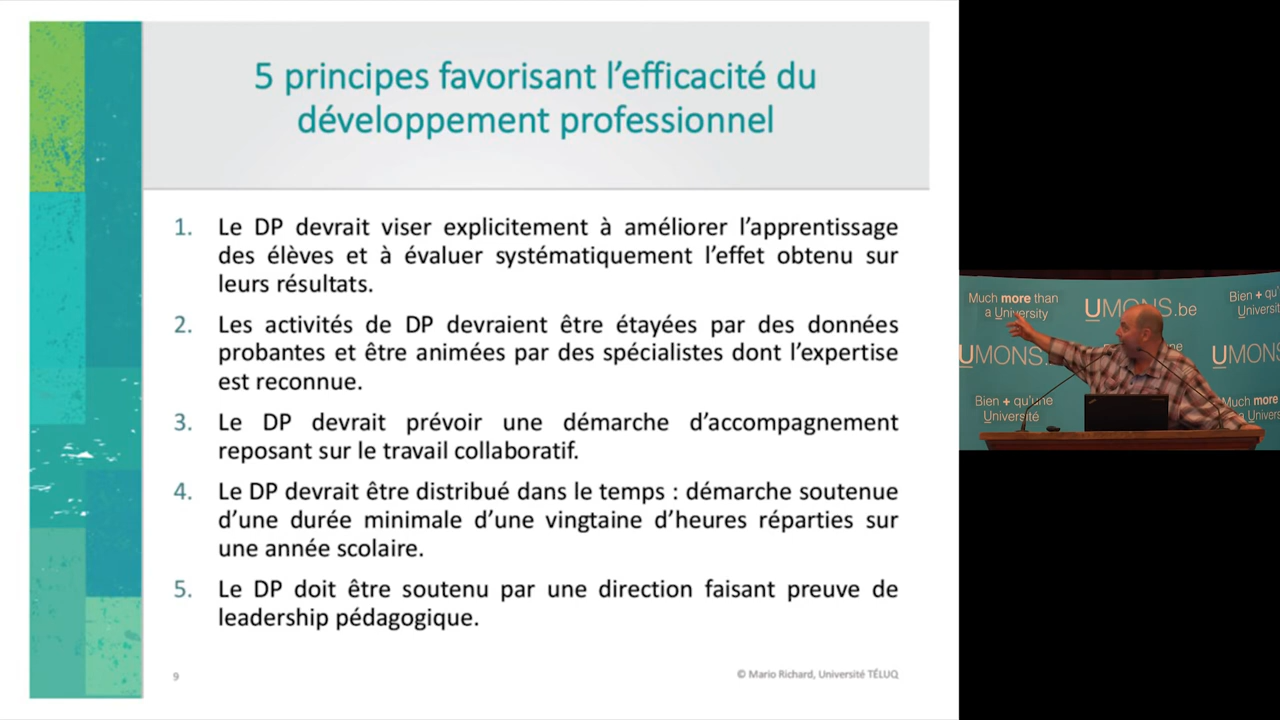 5 principes favorisant l’efficacité du
développement professionnel
1. Le DP devrait viser explicitement à améliorer l’apprentissage
des élèves et à évaluer systématiquement l’effet obtenu sur
leurs résultats.
2. Les activités de DP devraient être étayées par des données
probantes et être animées par des spécialistes dont l’expertise
est reconnue.
3. Le DP devrait prévoir une démarche d’accompagnement
reposant sur le travail collaboratif.
4. Le DP devrait être distribué dans le temps : démarche soutenue
d’une durée minimale d’une vingtaine d’heures réparties sur
une année scolaire.
5. Le DP doit être soutenu par une direction faisant preuve de
leadership pédagogique.
9
© Mario Richard, Université TÉLUQ
Much more than
a University
UMONS.be
Bien + qu'
Universit
UMONS.
UMONS
Bien + qu'une
Université
Much more
a Univers